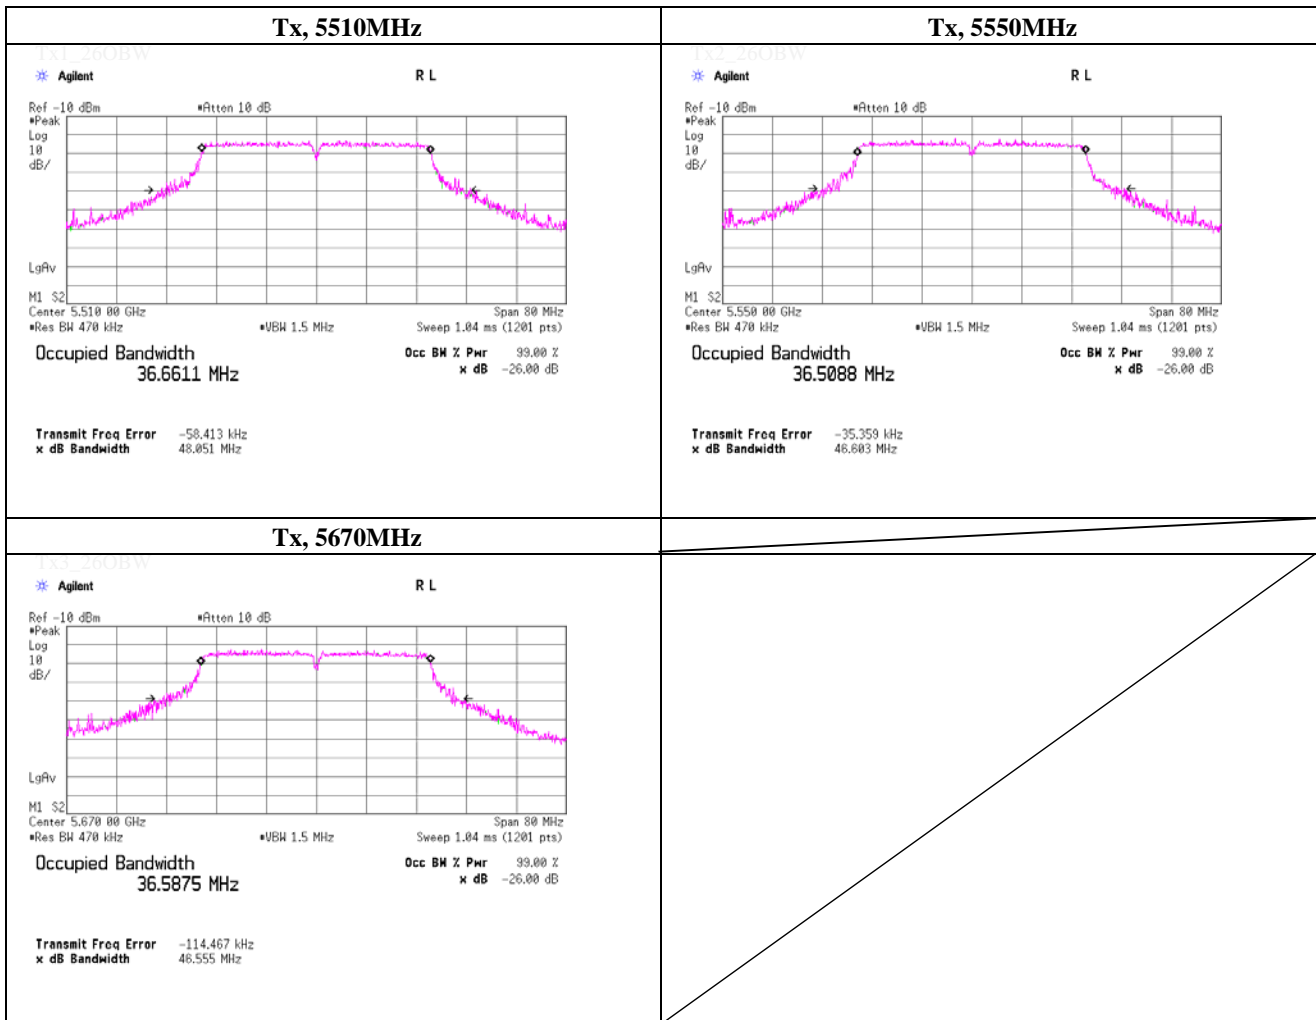 Tx, 5510MHz
Tx, 5550MHz
Tx1_26OBW
Agilent R L
Ref -10 dBm *Atten 10 dB
*Peak
Log
10
dB/
LgAv
M1 S2
Center 5.510 00 GHz Span 80 MHz
*Res BW 470 kHz *VBW 1.5 MHz Sweep 1.04 ms (1201 pts)
Occupied Bandwidth Occ BW % Pwr 99.00 %
36.6611 MHz x dB -26.00 dB
Transmit Freq Error -58.413 kHz
x dB Bandwidth 48.051 MHz
Tx2_26OBW
Agilent R L
Ref -10 dBm *Atten 10 dB
*Peak
Log
10
dB/
LgAv
M1 S2
Center 5.550 00 GHz Span 80 MHz
*Res BW 470 kHz *VBW 1.5 MHz Sweep 1.04 ms (1201 pts)
Occupied Bandwidth Occ BW % Pwr 99.00 %
36.5088 MHz x dB -26.00 dB
Transmit Freq Error -35.359 kHz
x dB Bandwidth 46.603 MHz
Tx, 5670MHz
Tx3_26OBW
Agilent R L
Ref -10 dBm *Atten 10 dB
*Peak
Log
10
dB/
LgAv
M1 S2
Center 5.670 00 GHz Span 80 MHz
*Res BW 470 kHz *VBW 1.5 MHz Sweep 1.04 ms (1201 pts)
Occupied Bandwidth Occ BW % Pwr 99.00 %
36.5875 MHz x dB -26.00 dB
Transmit Freq Error -114.467 kHz
x dB Bandwidth 46.555 MHz